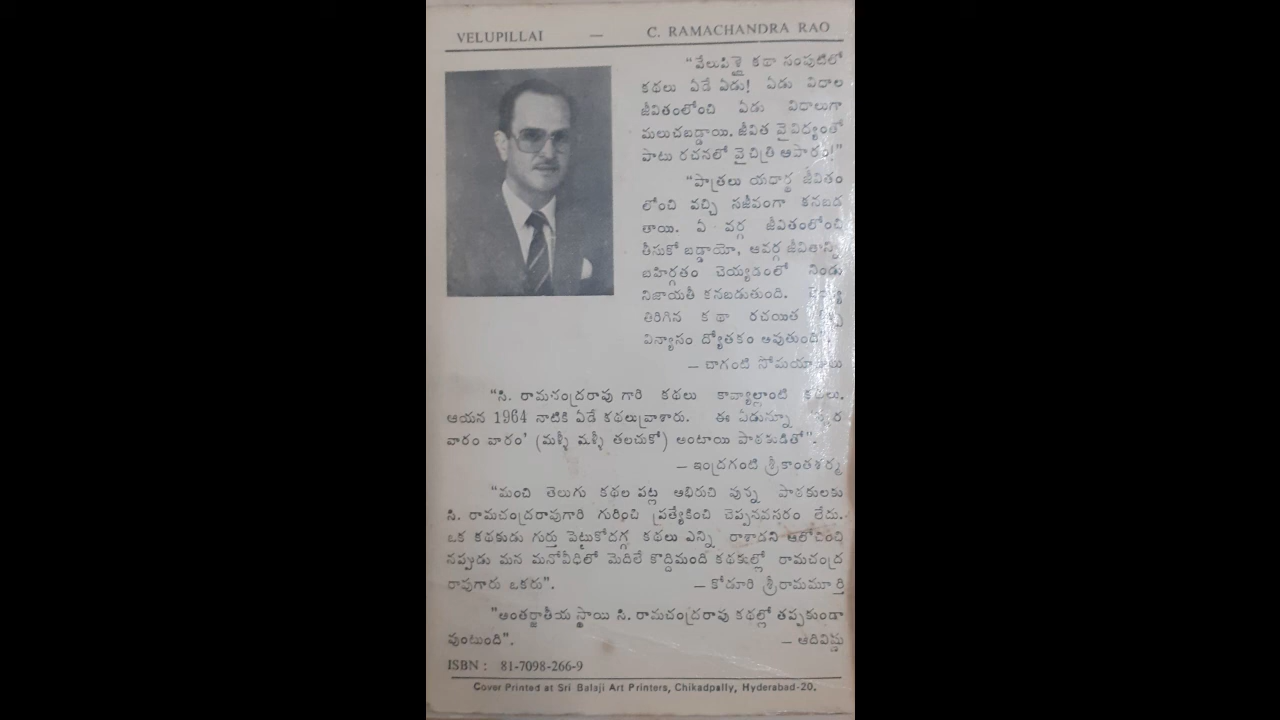 VELUPILLAI — C. RAMACHANDRA RAO
“వేలుపిళ్లై కథా సంపుటిలో
కథలు ఏడే ఏడు! ఏడు విధాల
జీవితంలోంచి ఏడు విధాలుగా
మలుచబడ్డాయి. జీవిత వైవిధ్యంతో
పాటు రచనలో వైచిత్రి అపారం!”
“పాత్రలు యథార్థ జీవితం
లోంచి వచ్చి సజీవంగా కనబడ
తాయి. ఏ వర్గ జీవితంలోంచి
తీసుకో బడ్డాయో, ఆవర్గ జీవితాన్ని
బహిర్గతం చెయ్యడంలో నిండు
నిజాయతీ కనబడుతుంది.
తిరిగిన కథా రచయిత
విన్యాసం ద్యోతకం అవుతుంది”.
— చాగంటి సోమయాజులు
“సి. రామచంద్రరావు గారి కథలు కావ్యాల్లాంటి కథలు.
ఆయన 1964 నాటికి ఏడే కథలువ్రాశారు. ఈ ఏడున్నూ
వారం వారం' (మళ్ళీ మళ్ళీ తలచుకో) అంటాయి పాఠకుడితో”.
— ఇంద్రగంటి శ్రీకాంతశర్మ
“మంచి తెలుగు కథల పట్ల అభిరుచి వున్న పాఠకులకు
సి. రామచంద్రరావుగారి గురించి ప్రత్యేకించి చెప్పనవసరం లేదు.
ఒక కథకుడు గుర్తు పెట్టుకోదగ్గ కథలు ఎన్ని రాశాడని ఆలోచించి
నప్పుడు మన మనోవీధిలో మెదిలే కొద్దిమంది కథకుల్లో రామచంద్ర
రావుగారు ఒకరు”. — కోడూరి శ్రీరామమూర్తి
"అంతర్జాతీయ స్థాయి సి. రామచంద్రరావు కథల్లో తప్పకుండా
వుంటుంది”. — ఆదివిష్ణు
ISBN : 81-7098-266-9
Cover Printed at Sri Balaji Art Printers, Chikadpally, Hyderabad-20.